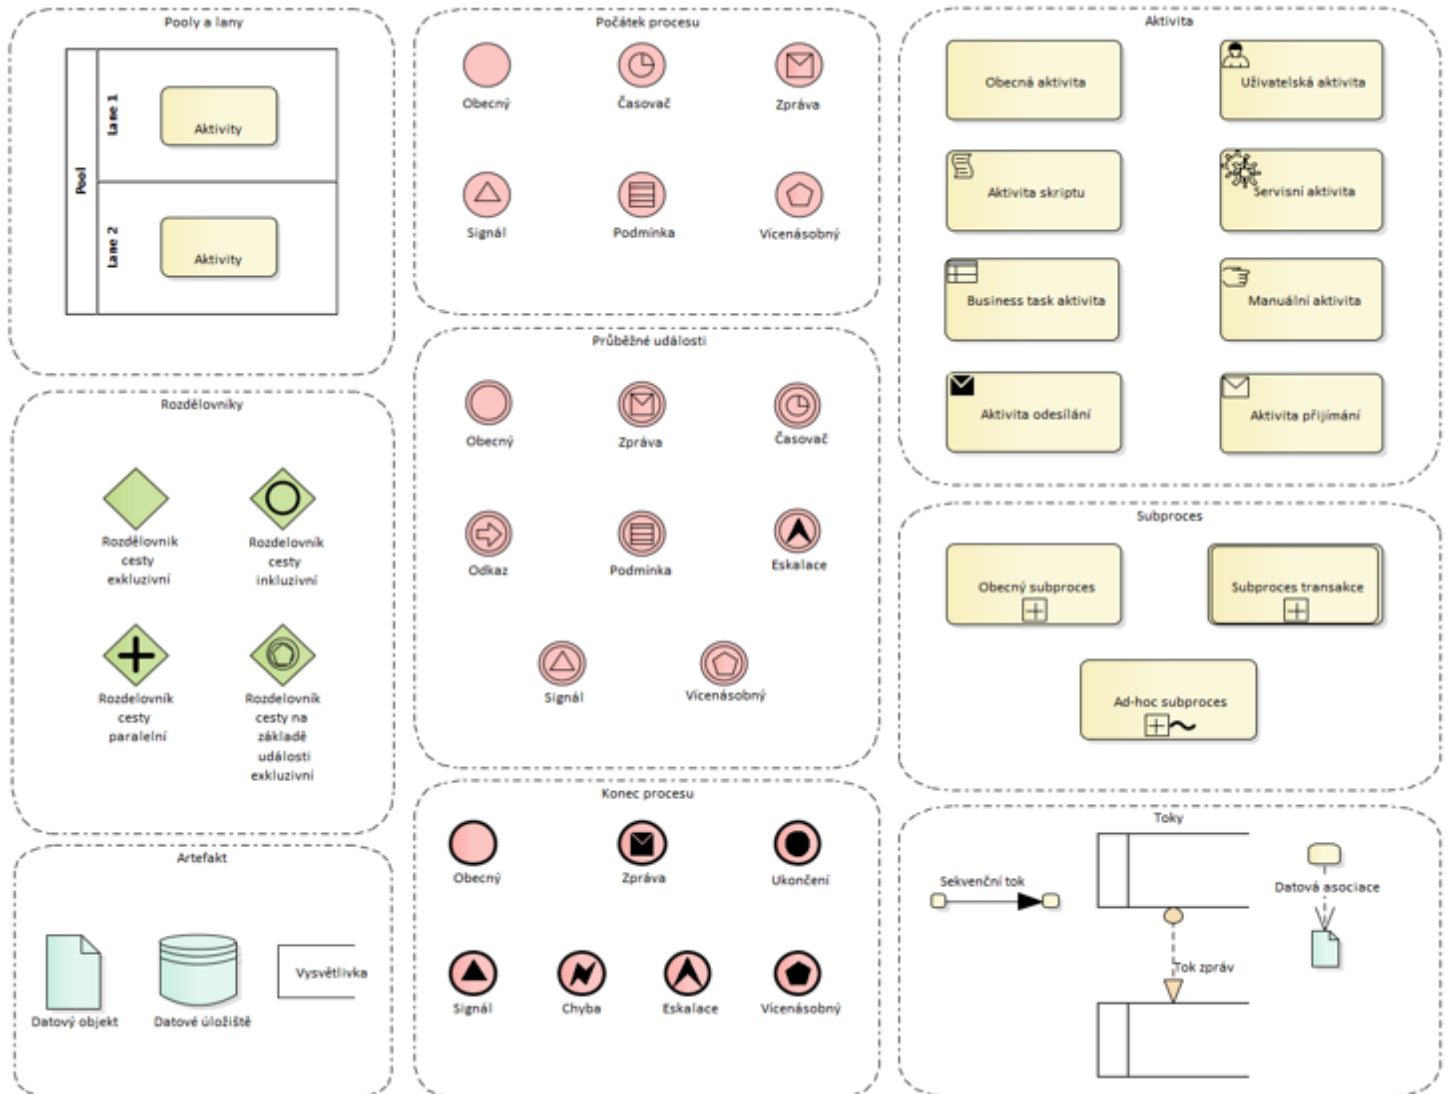 Pooly a lany
Pool
Lane 1
Aktivity
Lane 2
Aktivity
Rozdělovníky
Rozdělovník
cesty
exkluzivní
Rozdelovník
cesty
inkluzivní
Rozdelovník
cesty
paralelní
Rozdelovník
cesty na
základě
události
exkluzivní
Artefakt
Datový objekt
Datové úložiště
Vysvětlivka
Počátek procesu
Obecný
Časovač
Zpráva
Signál
Podmínka
Vícenásobný
Průběžné události
Obecný
Zpráva
Časovač
Odkaz
Podmínka
Eskalace
Signál
Vícenásobný
Konec procesu
Obecný
Zpráva
Ukončení
Signál
Chyba
Eskalace
Vícenásobný
Aktivita
Obecná aktivita
Uživatelská aktivita
Aktivita skriptu
Servisní aktivita
Business task aktivita
Manuální aktivita
Aktivita odesílání
Aktivita přijímání
Subproces
Obecný subproces
Subproces transakce
Ad-hoc subproces
Toky
Sekvenční tok
Tok zpráv
Datová asociace